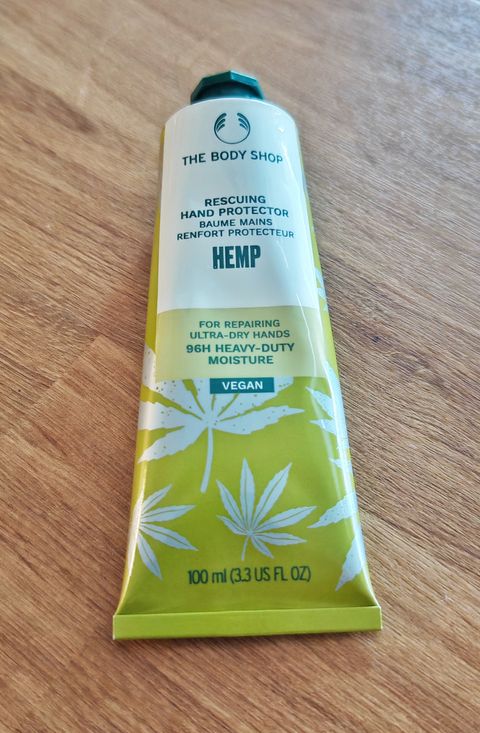 THE BODY SHOP
RESCUING
HAND PROTECTOR
BAUME MAINS
RENFORT PROTECTEUR
HEMP
FOR REPAIRING
ULTRA-DRY HANDS
96H HEAVY-DUTY
MOISTURE
VEGAN
100 ml (3.3 US FL OZ)